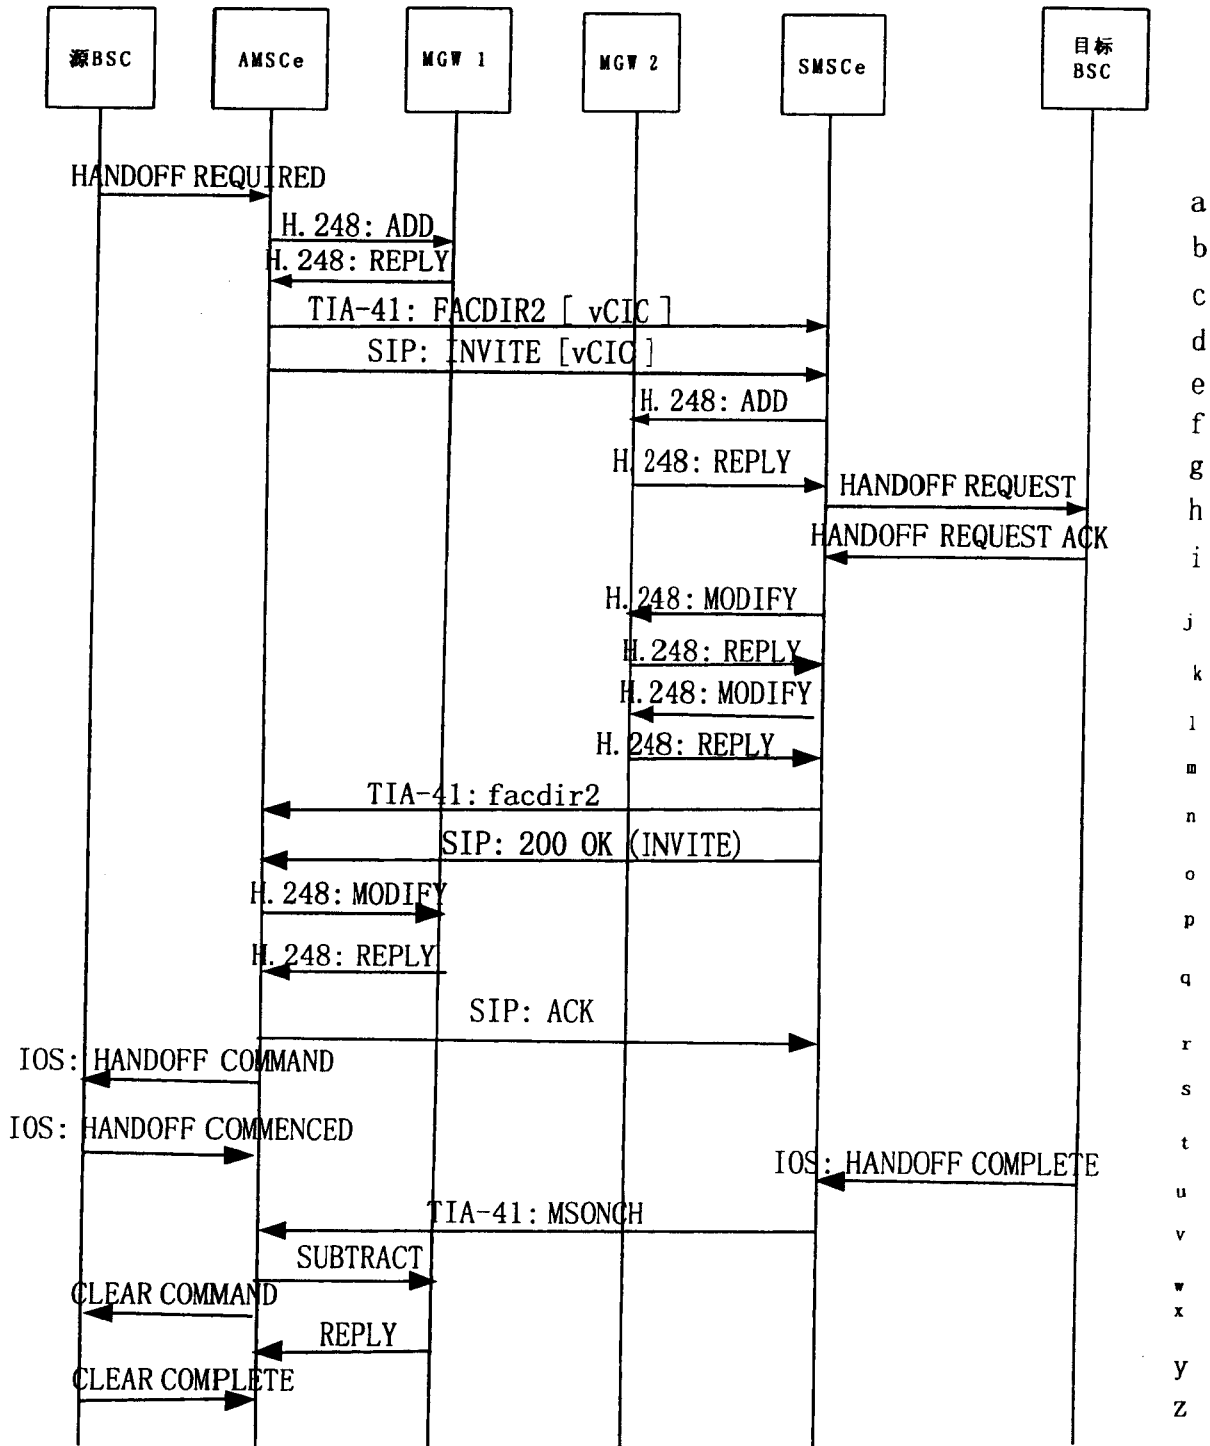 源BSC
AMSCe
MGW 1
MGW 2
SMSCe
目标
BSC
HANDOFF REQUIRED
a
H.248: ADD
b
H.248: REPLY
c
TIA-41: FACDIR2 [ vCIC ]
d
SIP: INVITE [vCIC ]
e
H.248: ADD
f
H.248: REPLY
g
HANDOFF REQUEST
h
HANDOFF REQUEST ACK
i
H.248: MODIFY
j
H.248: REPLY
k
H.248: MODIFY
l
H.248: REPLY
m
TIA-41: facdir2
n
SIP: 200 OK (INVITE)
o
H.248: MODIFY
p
H.248: REPLY
q
SIP: ACK
r
IOS: HANDOFF COMMAND
s
IOS: HANDOFF COMMENCED
t
IOS: HANDOFF COMPLETE
u
TIA-41: MSONCH
v
SUBTRACT
w
CLEAR COMMAND
x
REPLY
y
CLEAR COMPLETE
Z